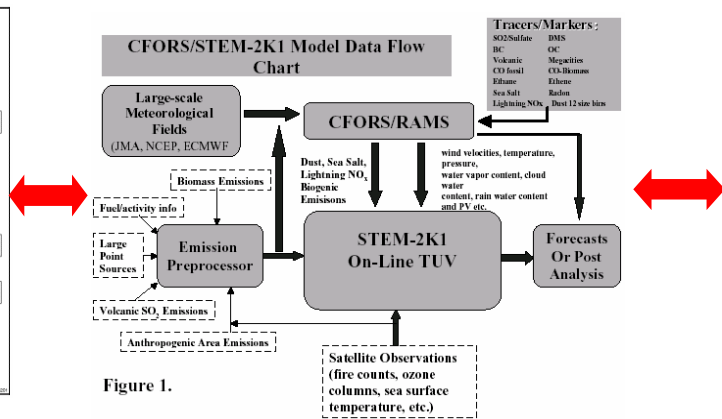 CFORS/STEM-2K1 Model Data Flow
Chart
Tracers/Markers:
SO2/Sulfate DMS
BC OC
Volcanic Megacities
CO fossil CO-Biomass
Ethane Ethene
Sea Salt Radon
Lightning NOx Dust 12 size bins
Large-scale
Meteorological
Fields
(JMA, NCEP, ECMWF
CFORS/RAMS
Dust, Sea Salt,
Lightning NOx
Biogenic
Emisisons
wind velocities, temperature,
pressure,
water vapor content, cloud
water
content, rain water content
and PV etc.
Biomass Emissions
Fuel/activity info
Large
Point
Sources
Emission
Preprocessor
STEM-2K1
On-Line TUV
Forecasts
Or Post
Analysis
Volcanic SO2 Emissions
Anthropogenic Area Emissions
Satellite Observations
(fire counts, ozone
columns, sea surface
temperature, etc.)
Figure 1.